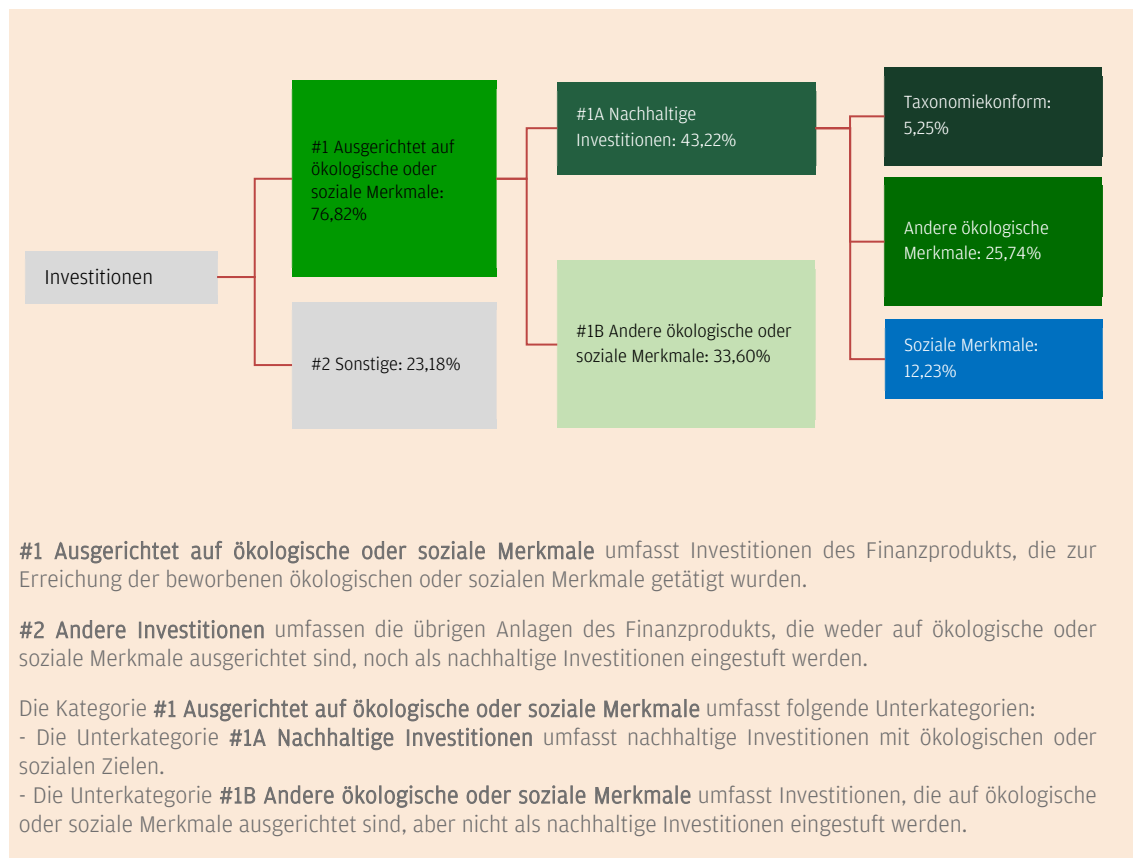 Investitionen
#1 Ausgerichtet auf
ökologische oder
soziale Merkmale:
76,82%
#2 Sonstige: 23,18%
#1A Nachhaltige
Investitionen: 43,22%
#1B Andere ökologische oder
soziale Merkmale: 33,60%
Taxonomiekonform:
5,25%
Andere ökologische
Merkmale: 25,74%
Soziale Merkmale:
12,23%
#1 Ausgerichtet auf ökologische oder soziale Merkmale umfasst Investitionen des Finanzprodukts, die zur
Erreichung der beworbenen ökologischen oder sozialen Merkmale getätigt wurden.
#2 Andere Investitionen umfassen die übrigen Anlagen des Finanzprodukts, die weder auf ökologische oder
soziale Merkmale ausgerichtet sind, noch als nachhaltige Investitionen eingestuft werden.
Die Kategorie #1 Ausgerichtet auf ökologische oder soziale Merkmale umfasst folgende Unterkategorien:
- Die Unterkategorie #1A Nachhaltige Investitionen umfasst nachhaltige Investitionen mit ökologischen oder
sozialen Zielen.
- Die Unterkategorie #1B Andere ökologische oder soziale Merkmale umfasst Investitionen, die auf ökologische
oder soziale Merkmale ausgerichtet sind, aber nicht als nachhaltige Investitionen eingestuft werden.